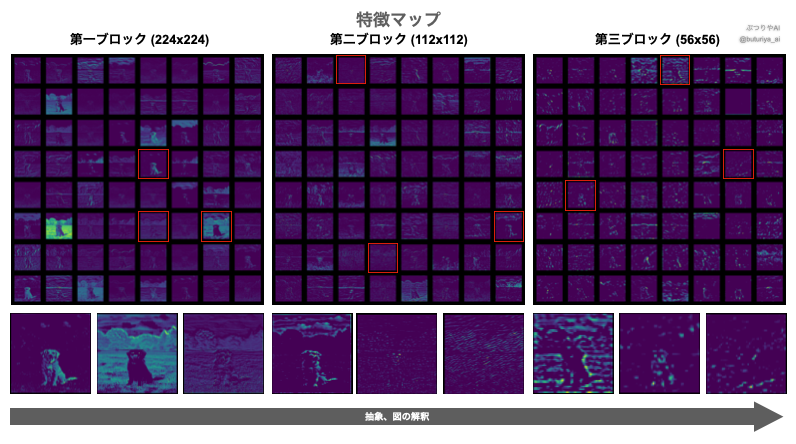 特徴マップ
ぶつりやAI
@buturiya_ai
第一ブロック (224x224)
第二ブロック (112x112)
第三ブロック (56x56)
抽象、図の解釈